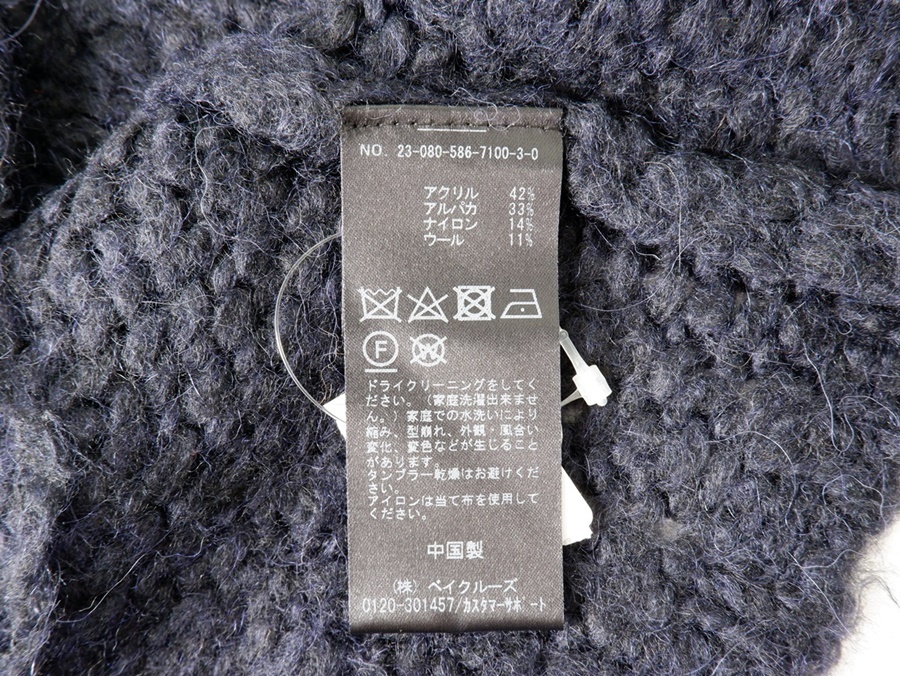 NO. 23-080-586-7100-3-0
アクリル 42%
アルパカ 33%
ナイロン 14%
ウール 11%
F
W
ドライクリーニングをしてく
ださい。(家庭洗濯出来ませ
ん。)家庭での水洗いにより
縮み、型崩れ、外観・風合い
変化、変色などが生じること
があります。
タンブラー乾燥はお避けくだ
さい。
アイロンは当て布を使用して
ください。
中国製
(株) ベイクルーズ
0120-301457/カスタマーサポート